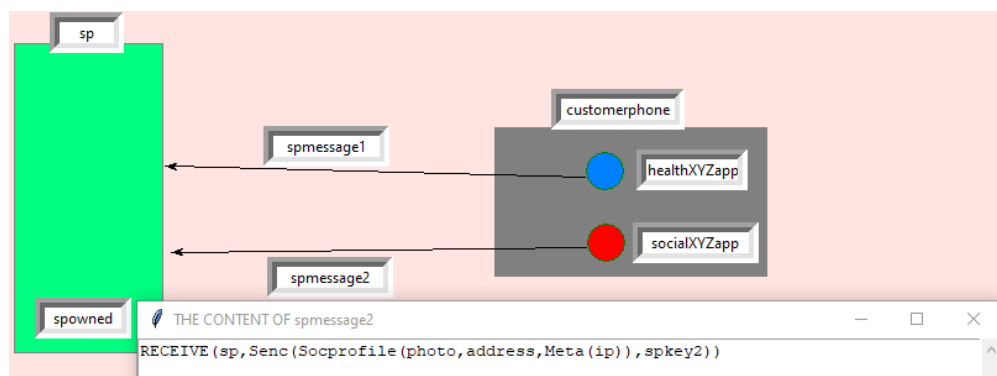 sp
customerphone
spmessage1
healthXYZapp
socialXYZapp
spmessage2
spowned
THE CONTENT OF spmessage2
RECEIVE(sp,Senc(Socprofile(photo,address,Meta(ip)),spkey2))